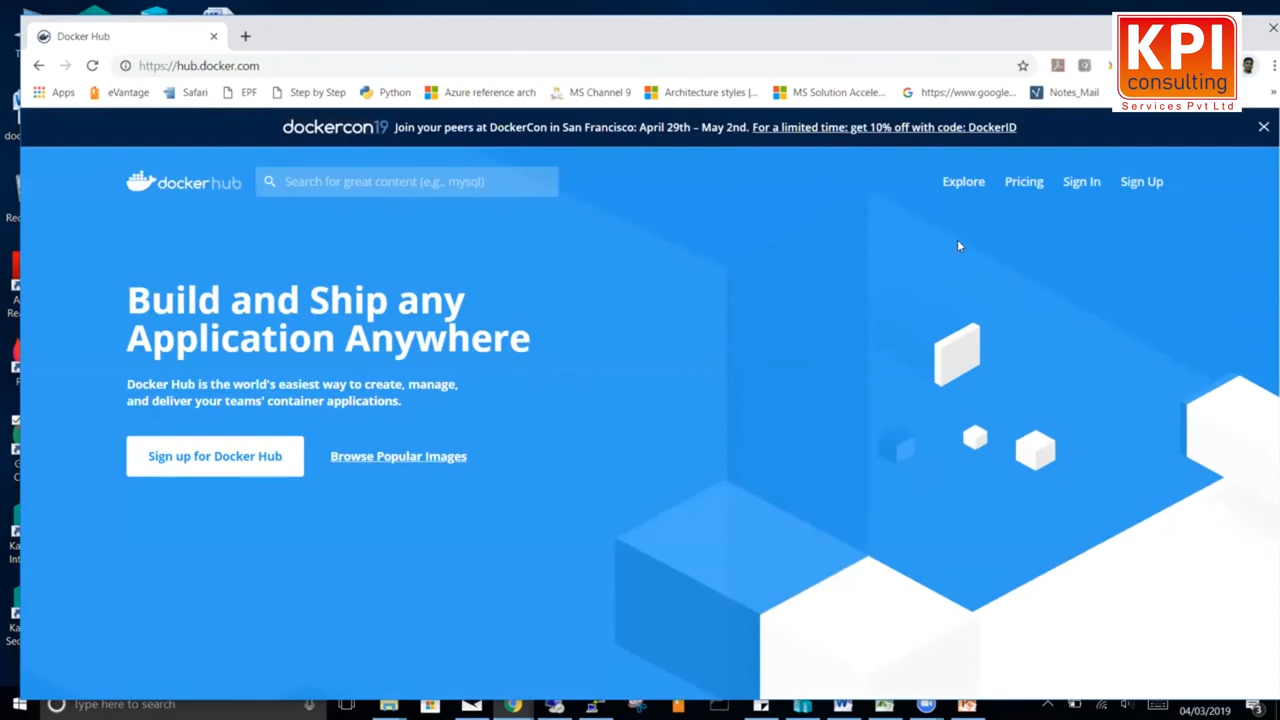 Docker Hub
https://hub.docker.com
Apps
eVantage
Safari
EPF
Step by Step
Python
Azure reference arch
MS Channel 9
Architecture styles |...
MS Solution Accele...
https://www.google...
Notes_Mail
KPI
consulting
Services Pvt Ltd
dockercon19 Join your peers at DockerCon in San Francisco: April 29th – May 2nd. For a limited time: get 10% off with code: DockerID
docker hub
Search for great content (e.g., mysql)
Explore
Pricing
Sign In
Sign Up
Build and Ship any
Application Anywhere
Docker Hub is the world's easiest way to create, manage,
and deliver your teams' container applications.
Sign up for Docker Hub
Browse Popular Images
Type here to search
04/03/2019
3